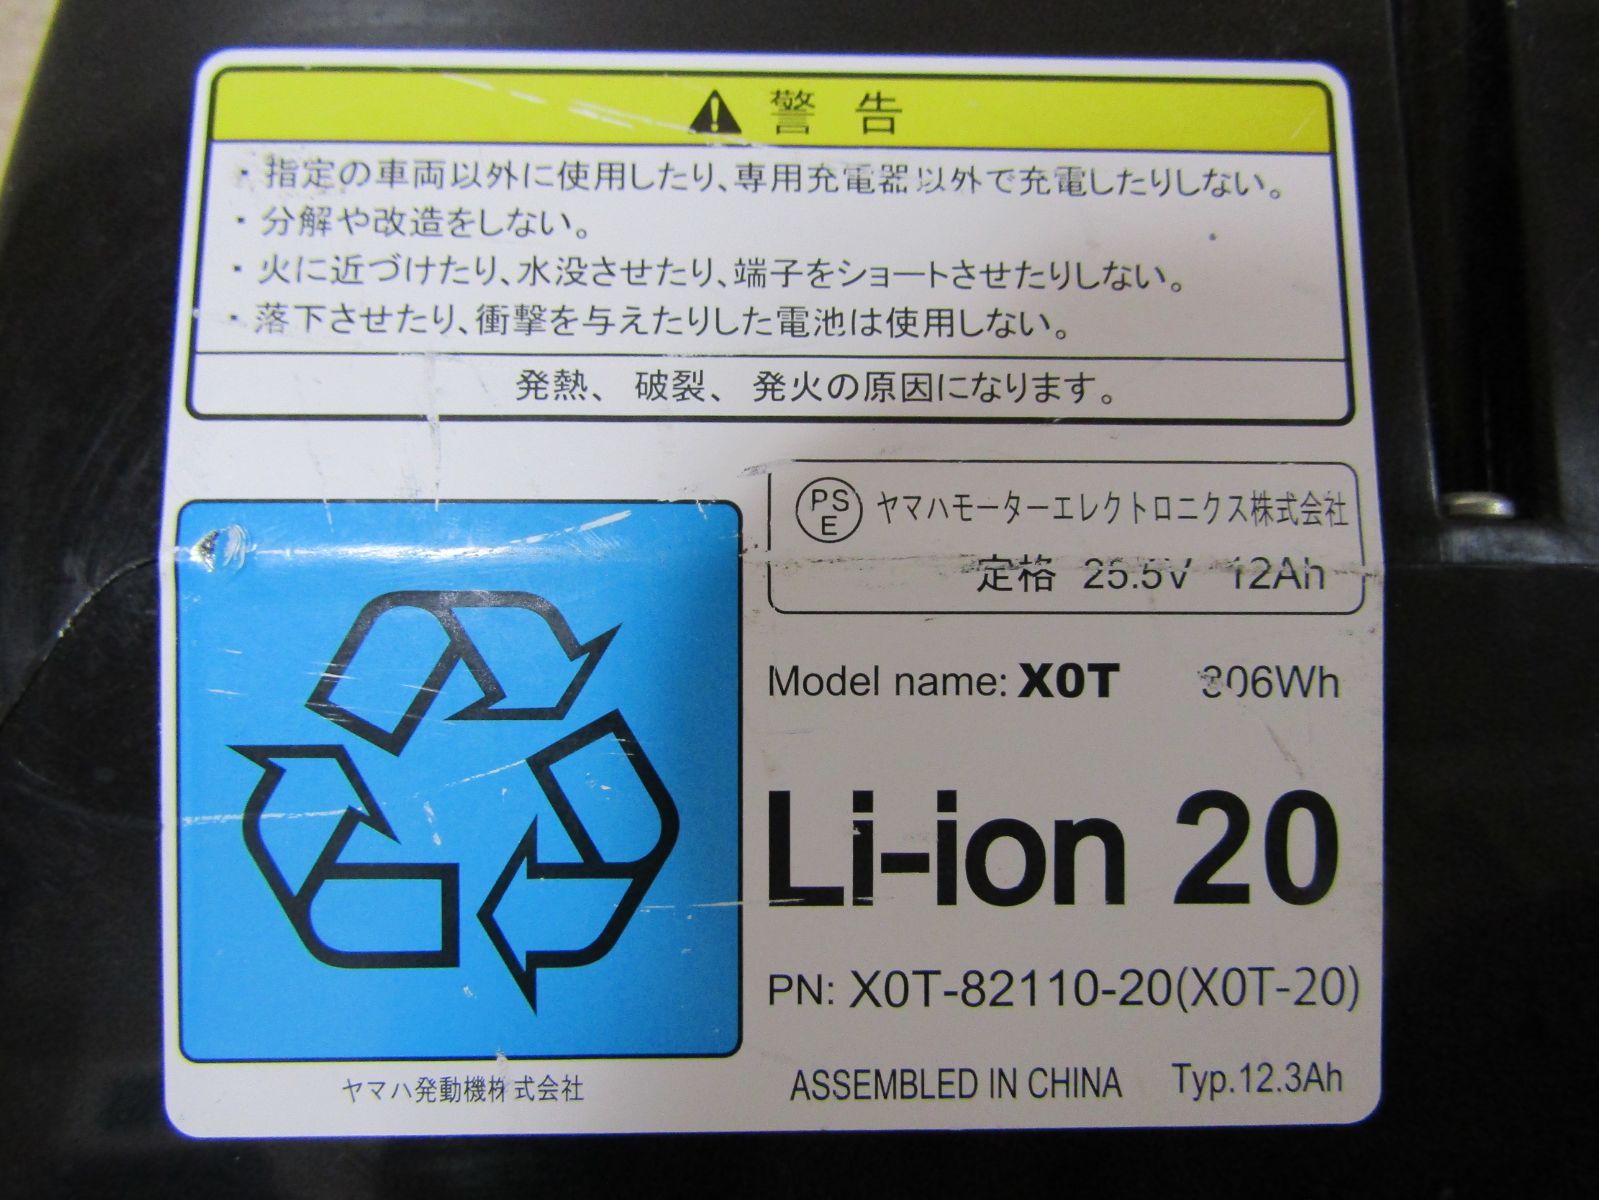 警告
・指定の車両以外に使用したり、専用充電器以外で充電したりしない。
・分解や改造をしない。
・火に近づけたり、水没させたり、端子をショートさせたりしない。
・落下させたり、衝撃を与えたりした電池は使用しない。
発熱、破裂、発火の原因になります。
PSE ヤマハモーターエレクトロニクス株式会社
定格 25.5V 12Ah
Model name: X0T 306Wh
Li-ion 20
PN: X0T-82110-20(X0T-20)
ASSEMBLED IN CHINA Typ.12.3Ah
ヤマハ発動機株式会社